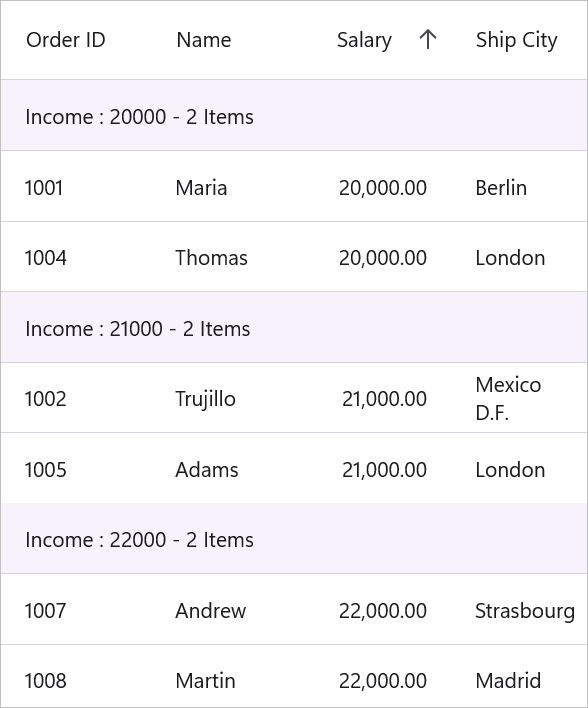 Order ID Name Salary ↑ Ship City
Income : 20000 - 2 Items
1001 Maria 20,000.00 Berlin
1004 Thomas 20,000.00 London
Income : 21000 - 2 Items
1002 Trujillo 21,000.00 Mexico
D.F.
1005 Adams 21,000.00 London
Income : 22000 - 2 Items
1007 Andrew 22,000.00 Strasbourg
1008 Martin 22,000.00 Madrid